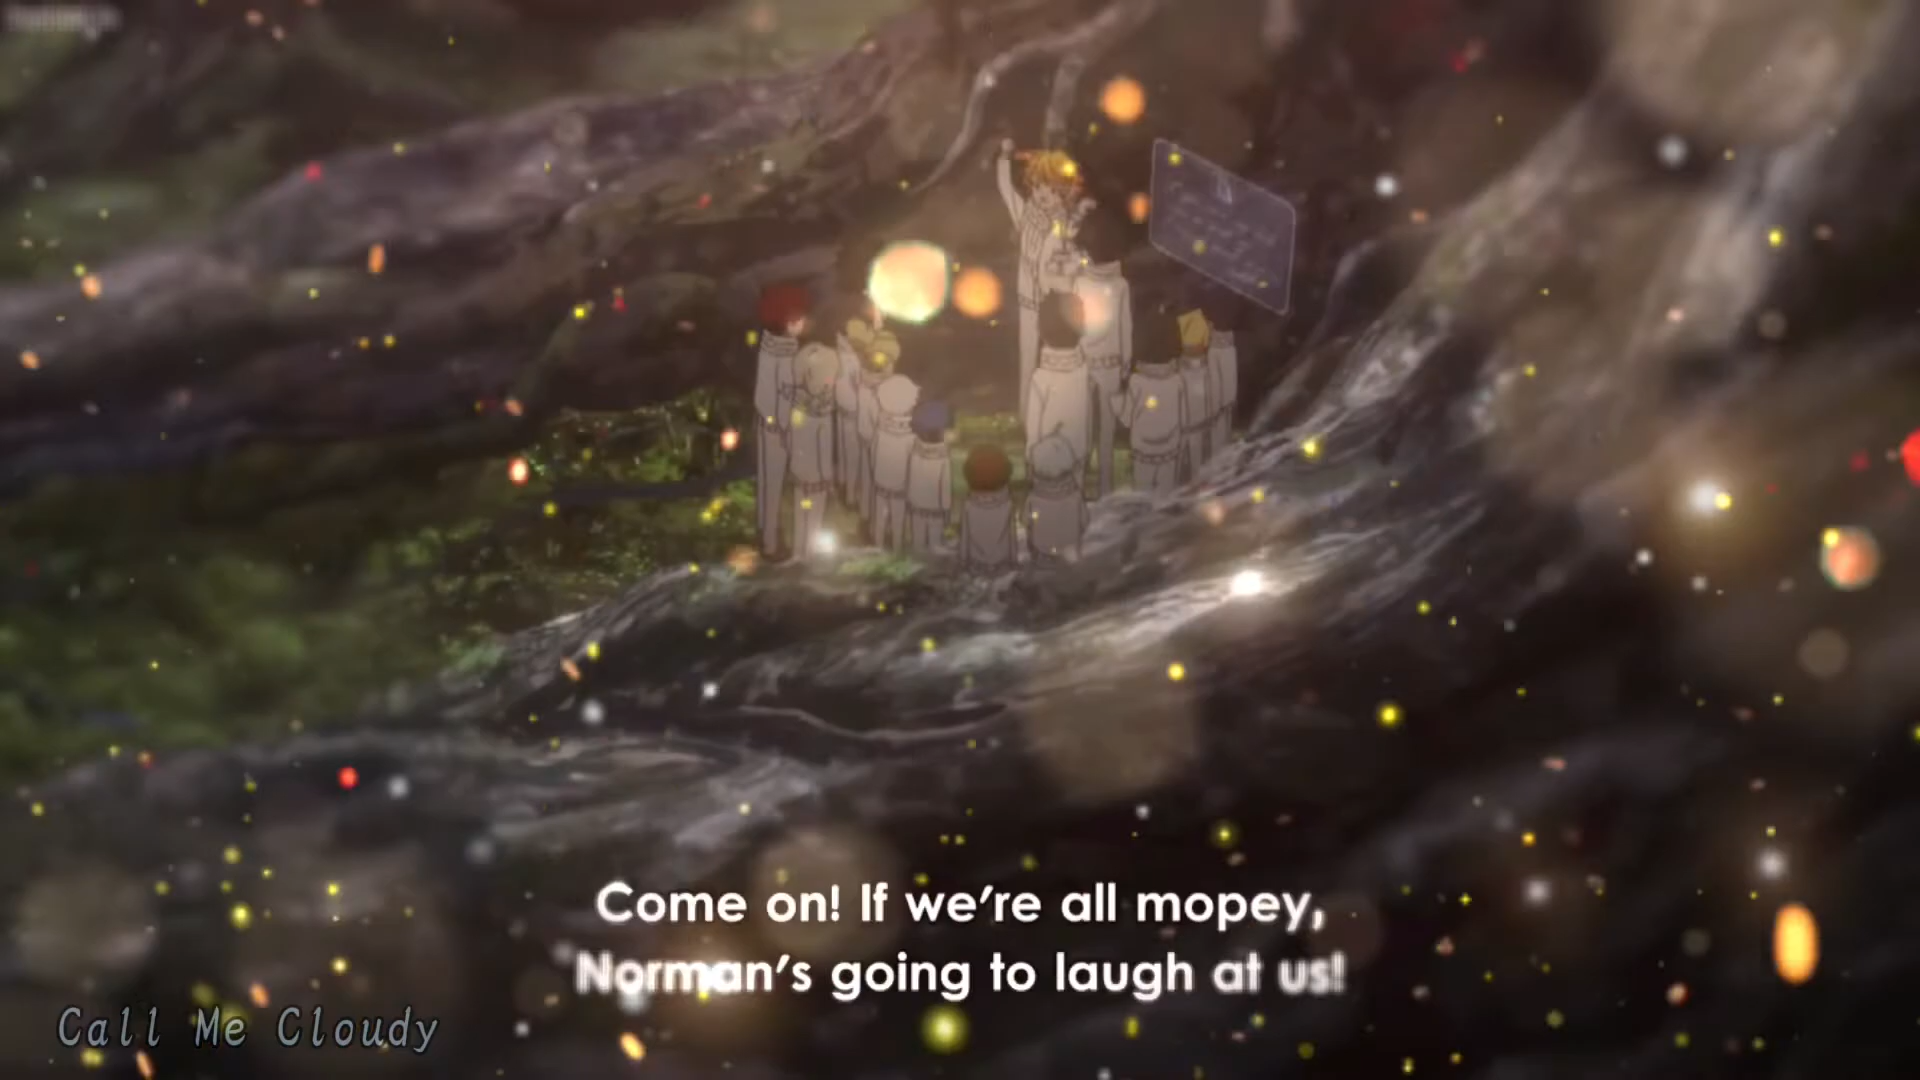 Come on! If we're all mopey,
Norman's going to laugh at us!
Call Me Cloudy